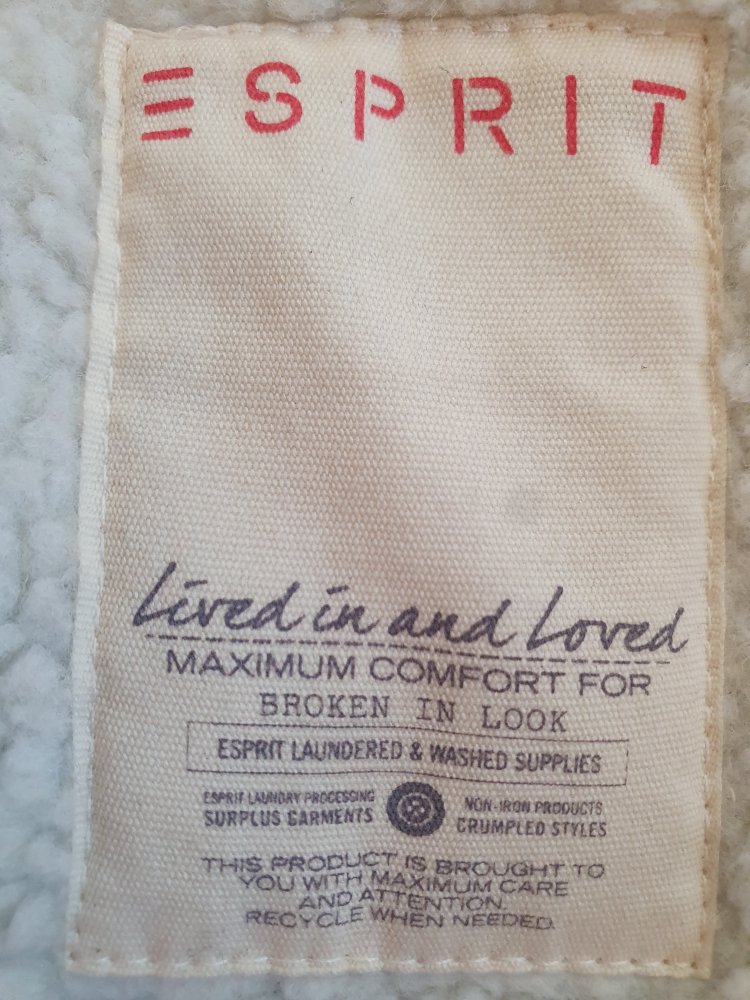 ESPRIT
Lived in and Loved
MAXIMUM COMFORT FOR
BROKEN IN LOOK
ESPRIT LAUNDERED & WASHED SUPPLIES
ESPRIT LAUNDRY PROCESSING
SURPLUS GARMENTS
NON-IRON PRODUCTS
CRUMPLED STYLES
THIS PRODUCT IS BROUGHT TO
YOU WITH MAXIMUM CARE
AND ATTENTION.
RECYCLE WHEN NEEDED.